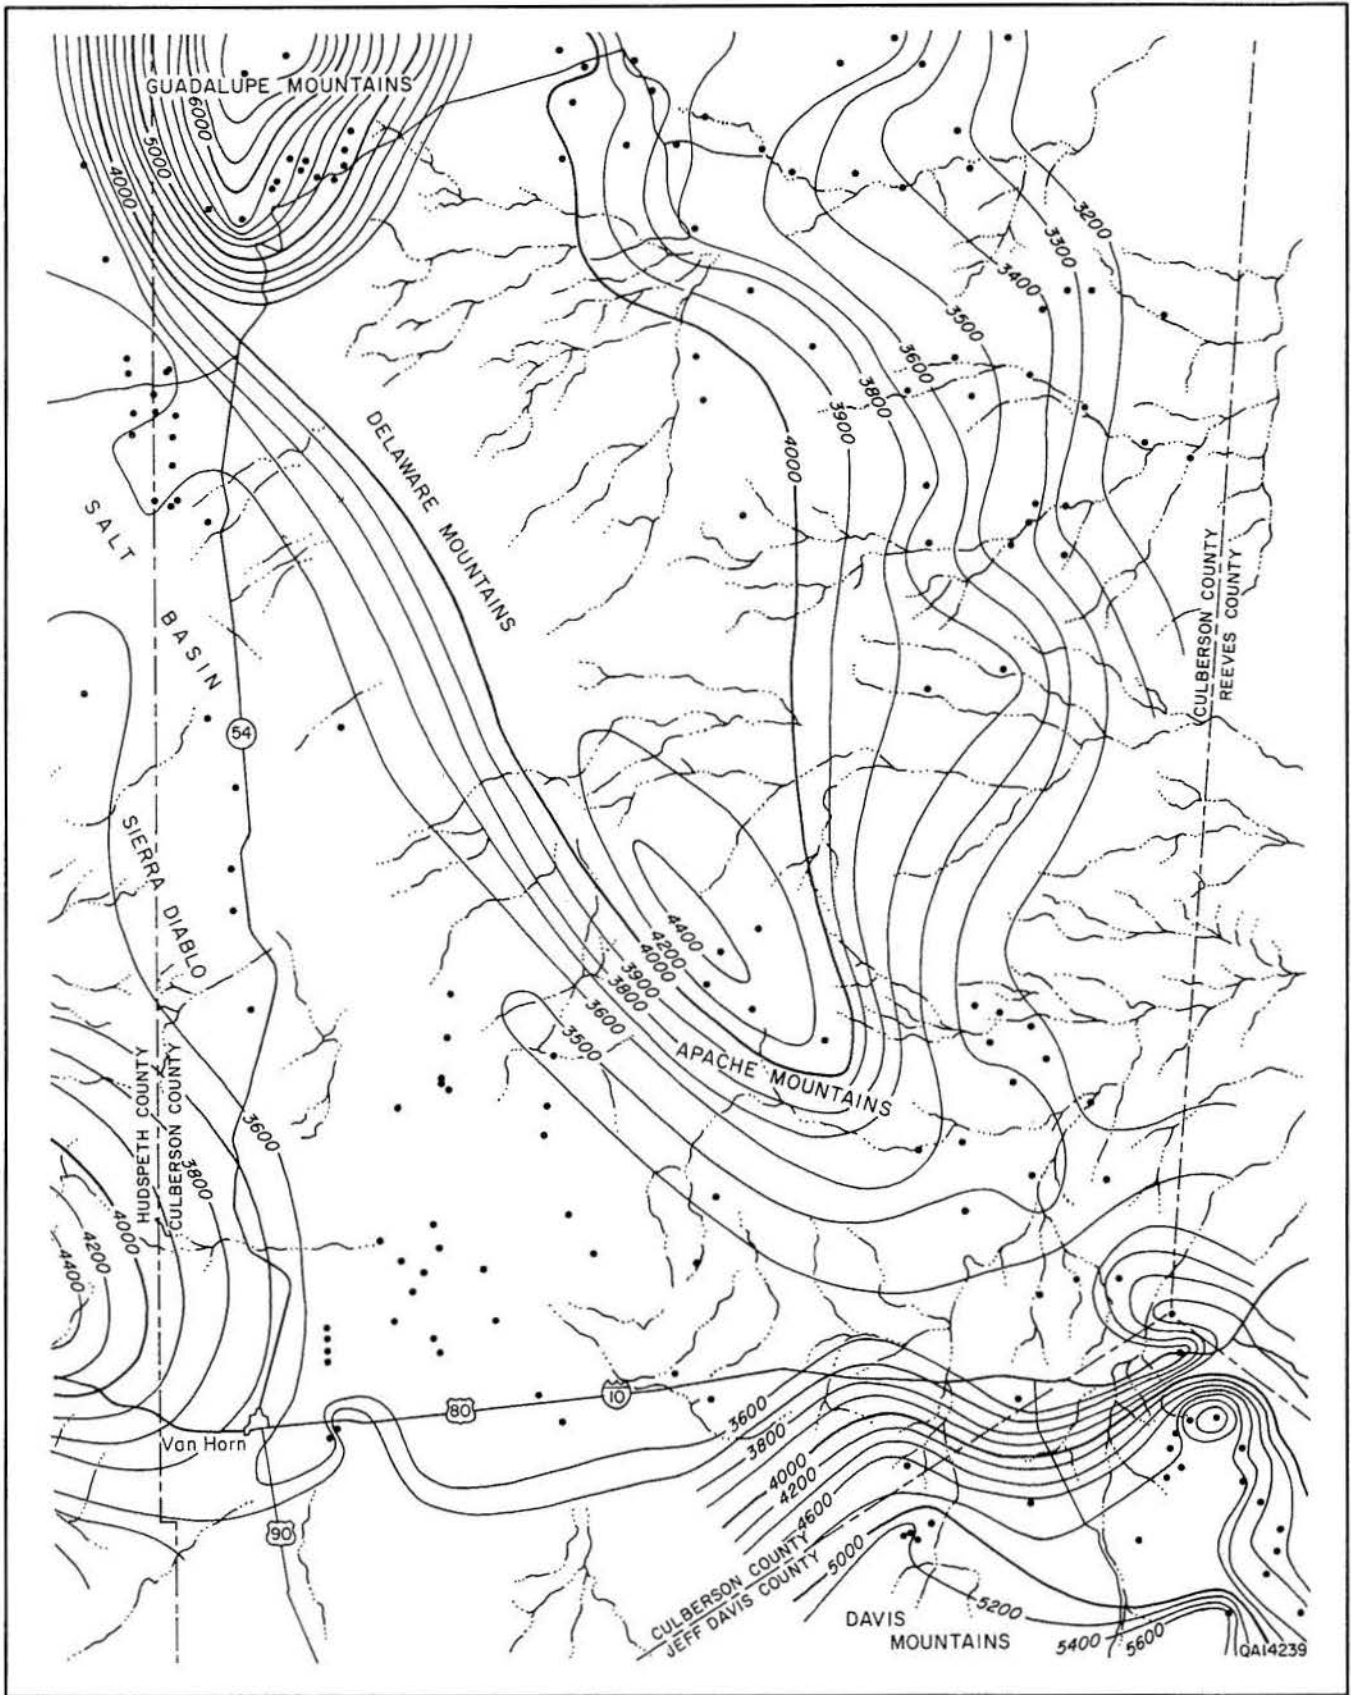 GUADALUPE MOUNTAINS
6000
5000
4000
3200
3300
3400
3500
3600
3800
3900
4000
DELAWARE MOUNTAINS
SALT
BASIN
54
CULBERSON COUNTY
REEVES COUNTY
SIERRA DIABLO
4400
4200
4000
3900
3800
3600
3500
APACHE MOUNTAINS
HUDSPETH COUNTY
CULBERSON COUNTY
3600
3800
4000
4200
4400
Van Horn
80
10
90
3600
3800
4000
4200
4600
5000
CULBERSON COUNTY
JEFF DAVIS COUNTY
5200
5400
5600
DAVIS
MOUNTAINS
QA14239